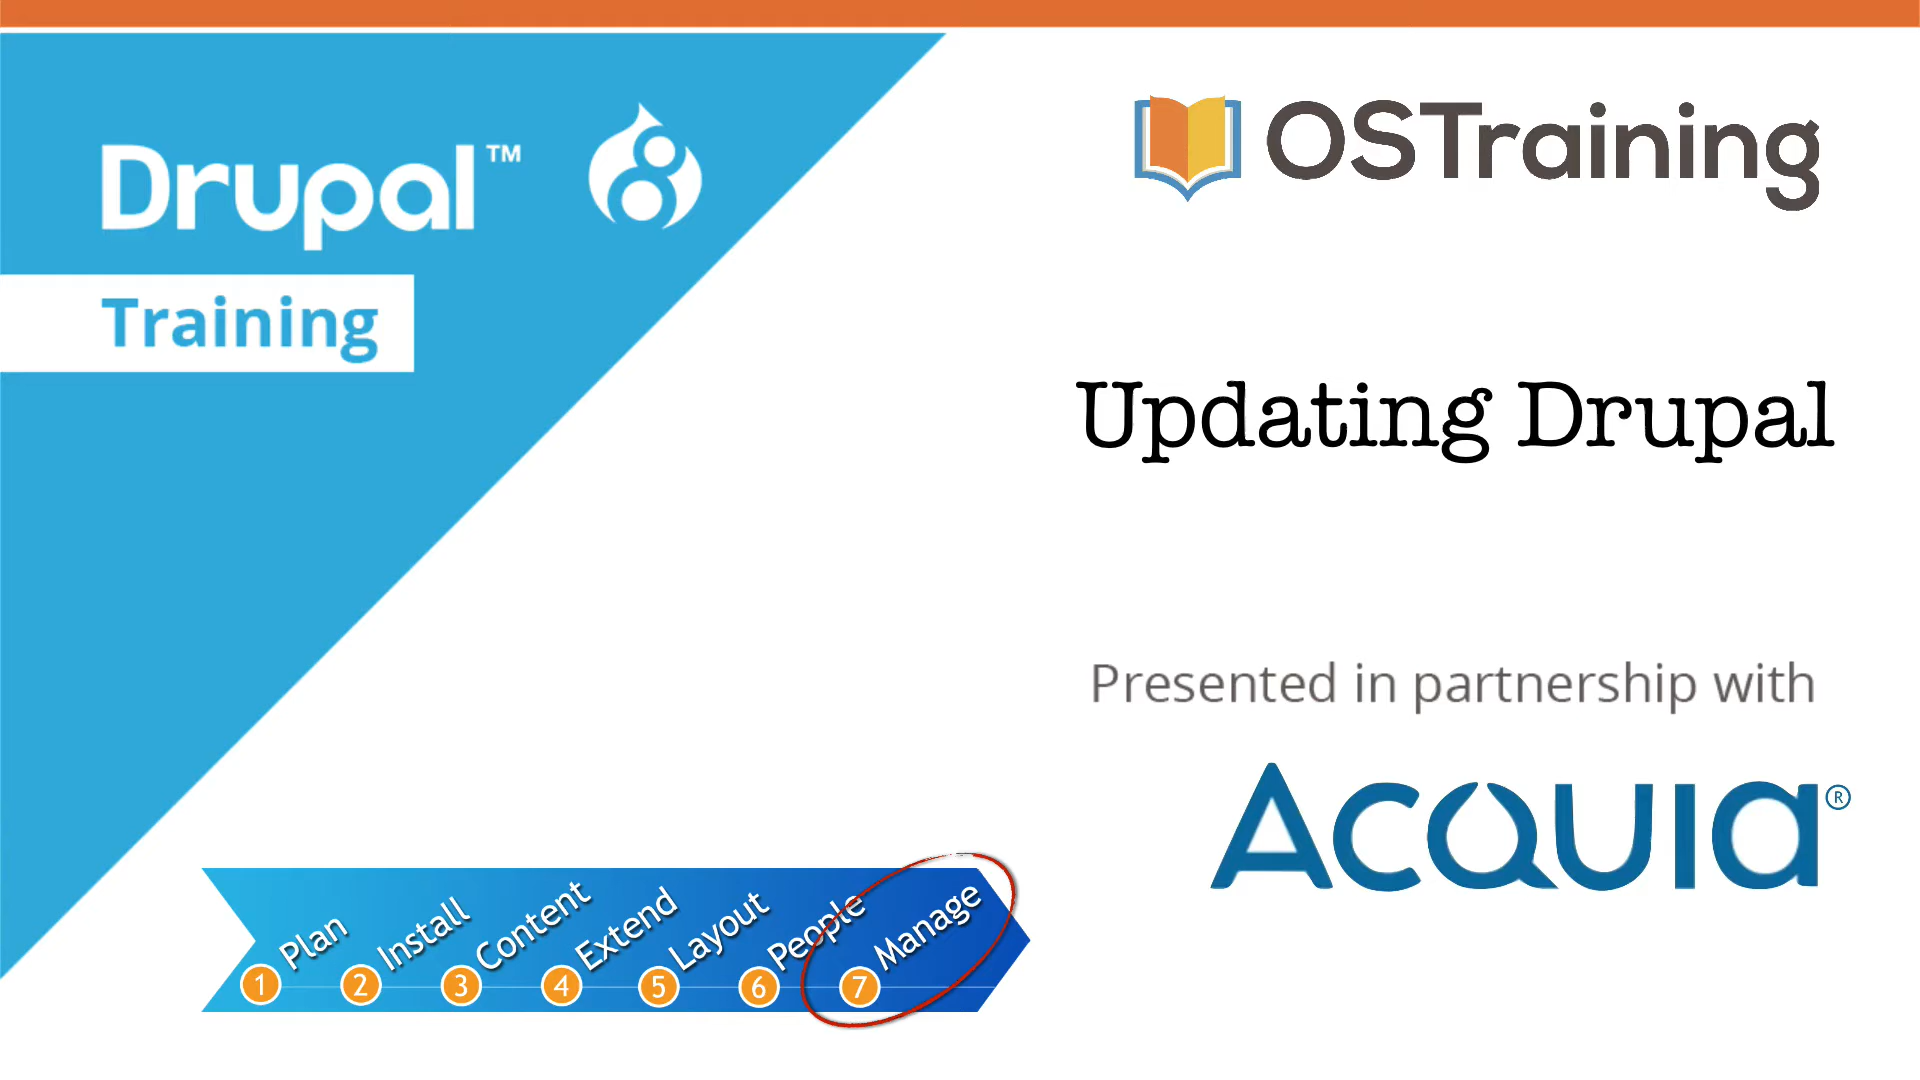 Drupal™
Training
OSTraining
Updating Drupal
Presented in partnership with
Acquia®
1 Plan
2 Install
3 Content
4 Extend
5 Layout
6 People
7 Manage